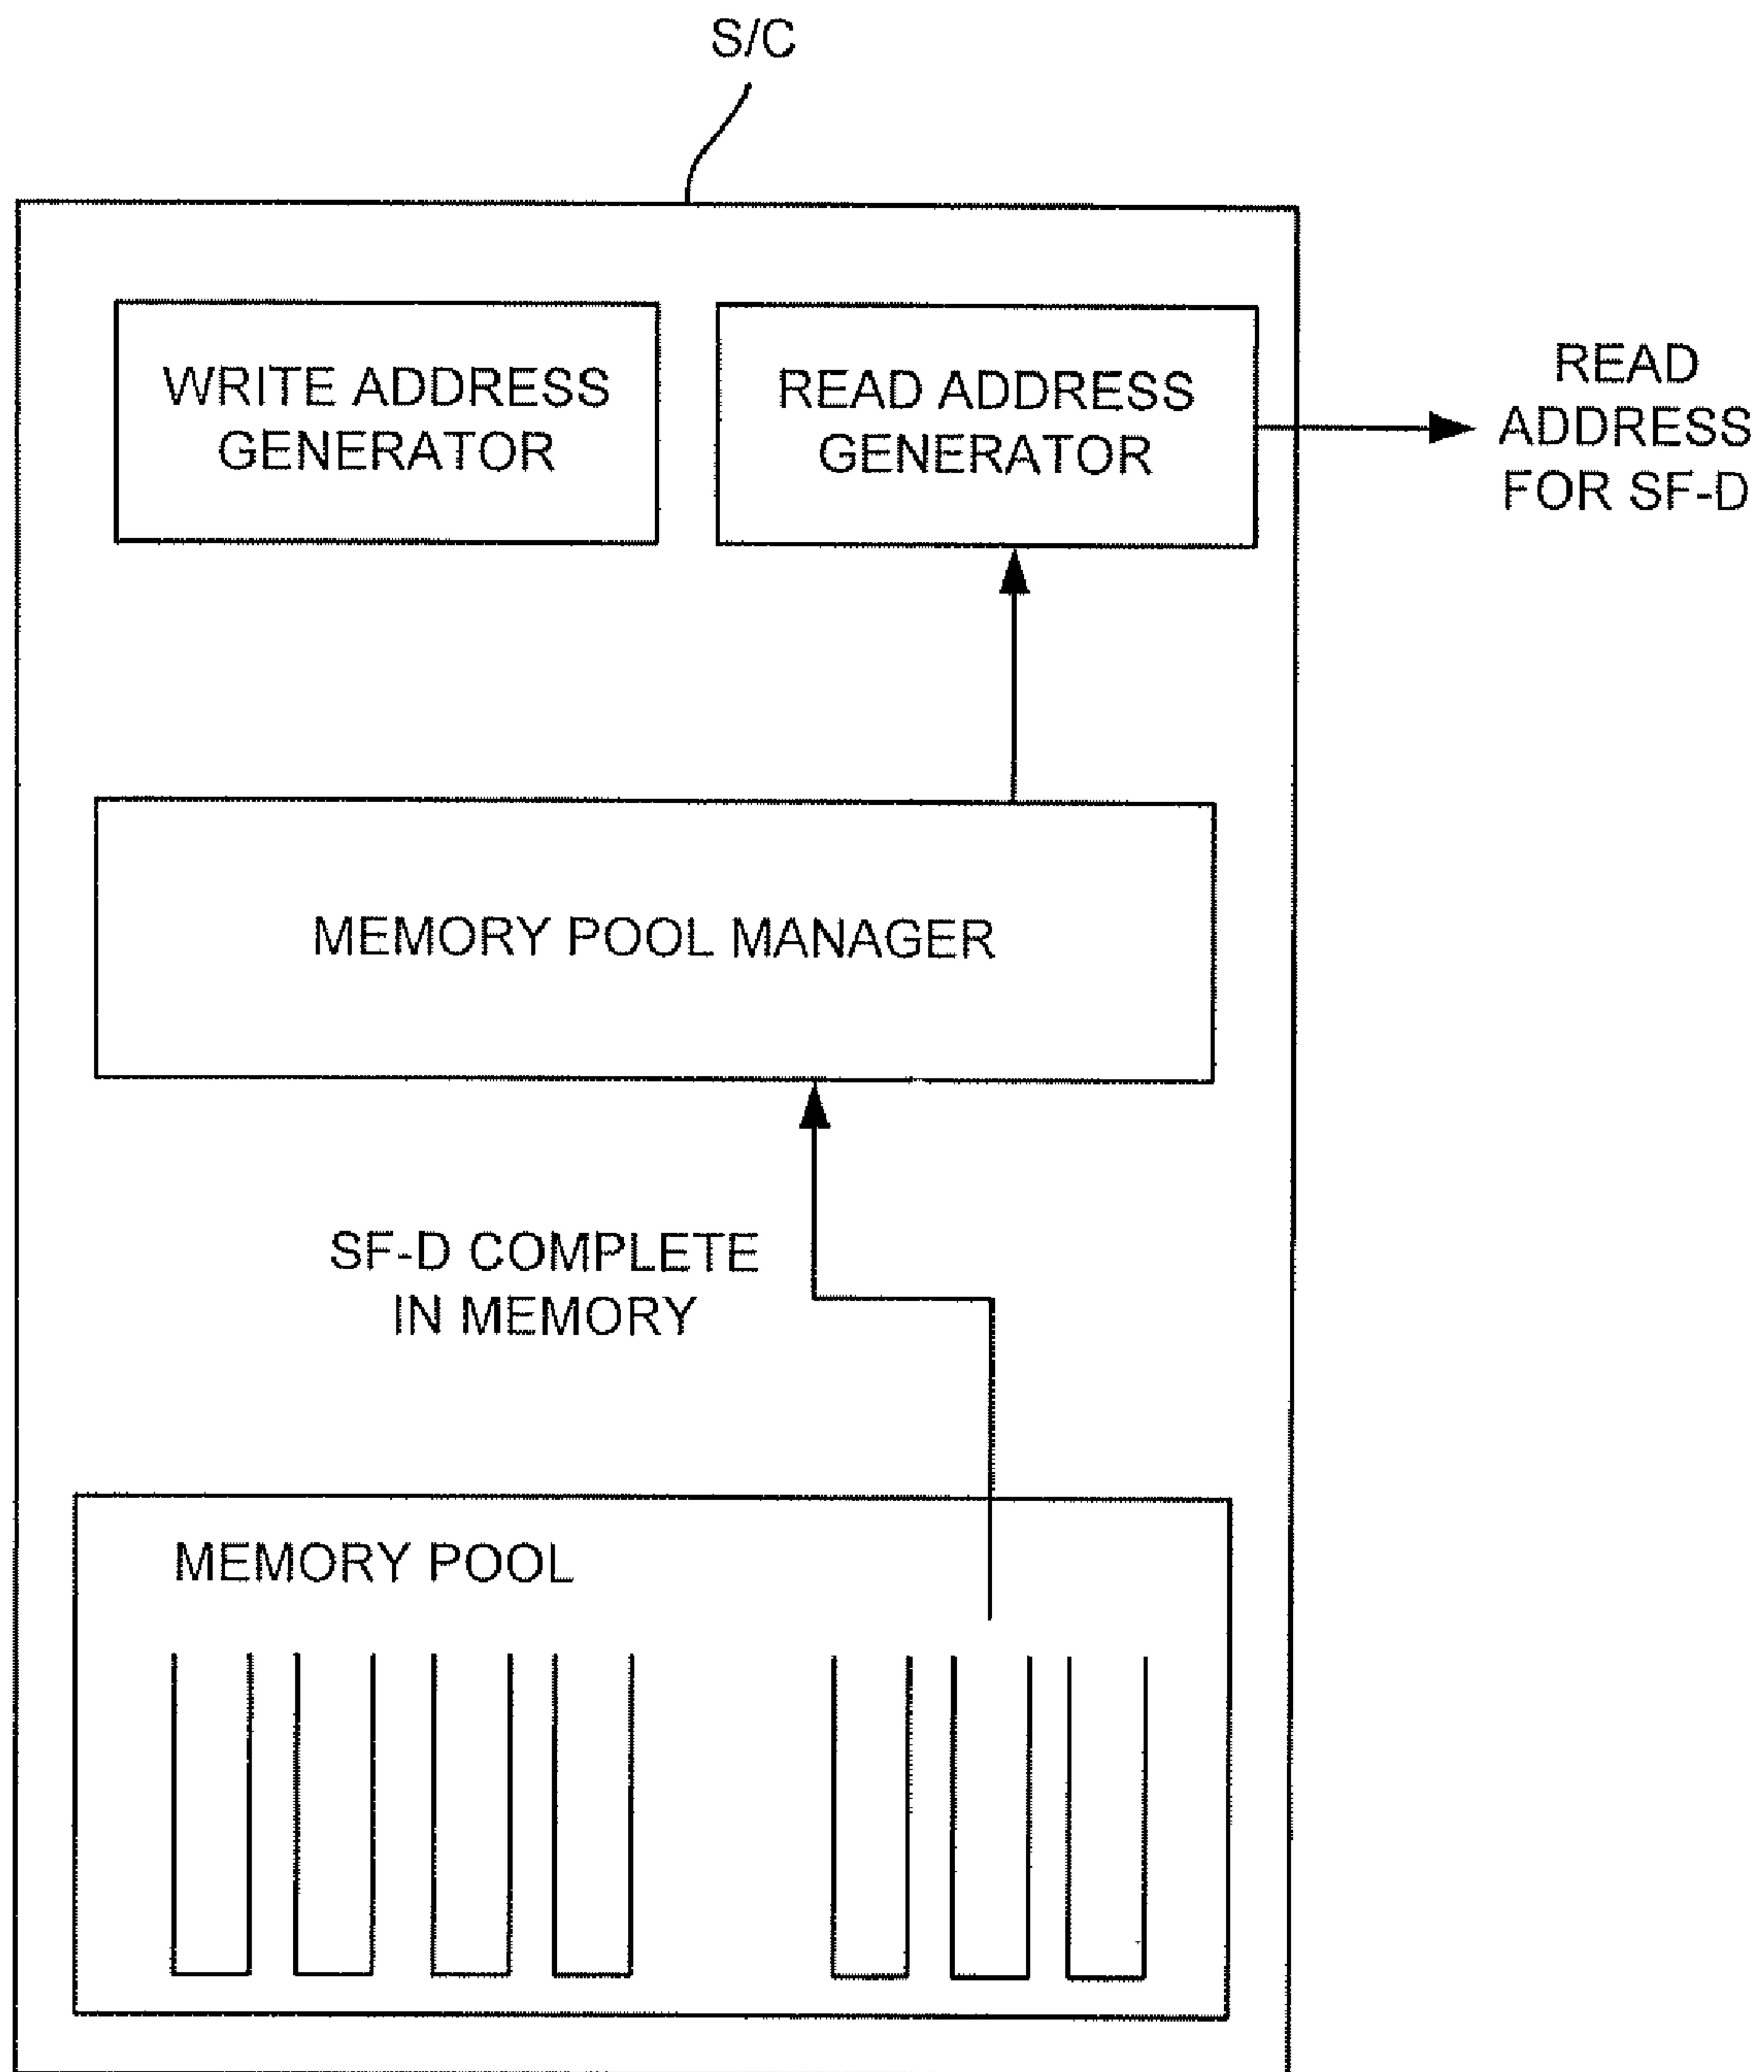 S/C
WRITE ADDRESS
GENERATOR
READ ADDRESS
GENERATOR
READ
ADDRESS
FOR SF-D
MEMORY POOL MANAGER
SF-D COMPLETE
IN MEMORY
MEMORY POOL